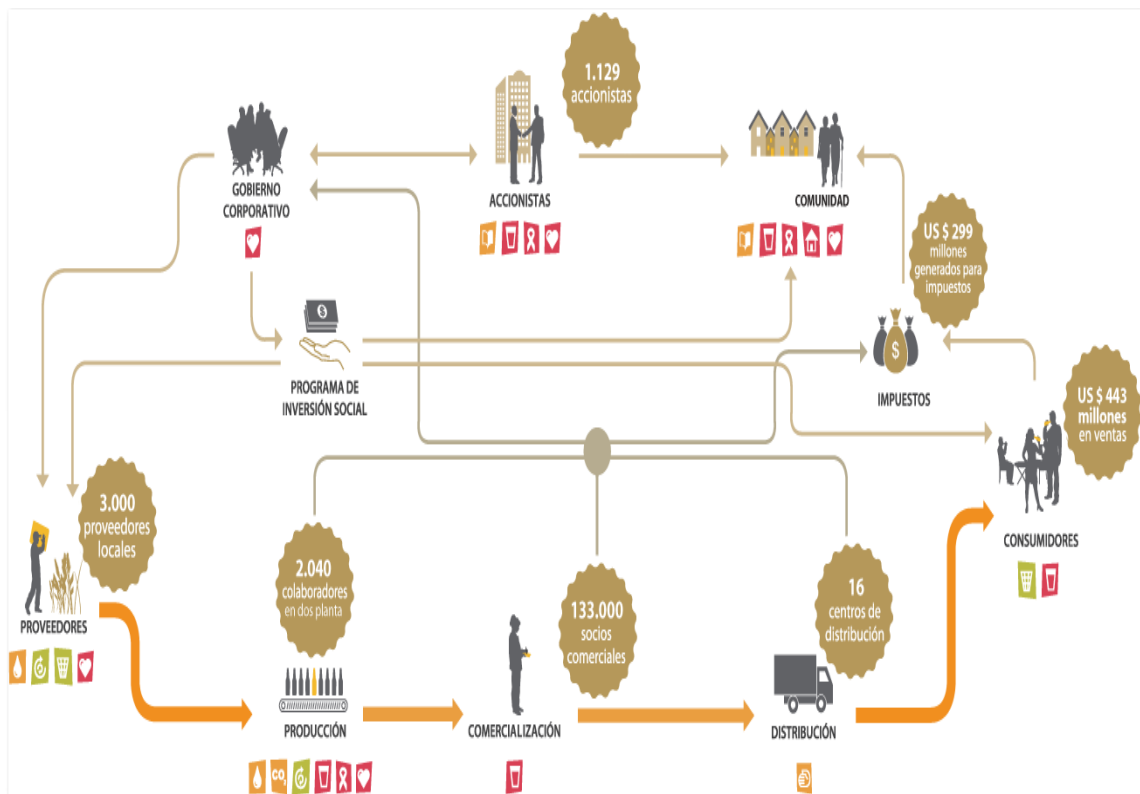 1.129
accionistas
GOBIERNO
CORPORATIVO
ACCIONISTAS
COMUNIDAD
US $ 299
millones
generados para
impuestos
$
PROGRAMA DE
INVERSIÓN SOCIAL
$
IMPUESTOS
US $ 443
millones
en ventas
3.000
proveedores
locales
2.040
colaboradores
en dos planta
133.000
socios
comerciales
16
centros de
distribución
CONSUMIDORES
PROVEEDORES
PRODUCCIÓN
COMERCIALIZACIÓN
DISTRIBUCIÓN
CO2